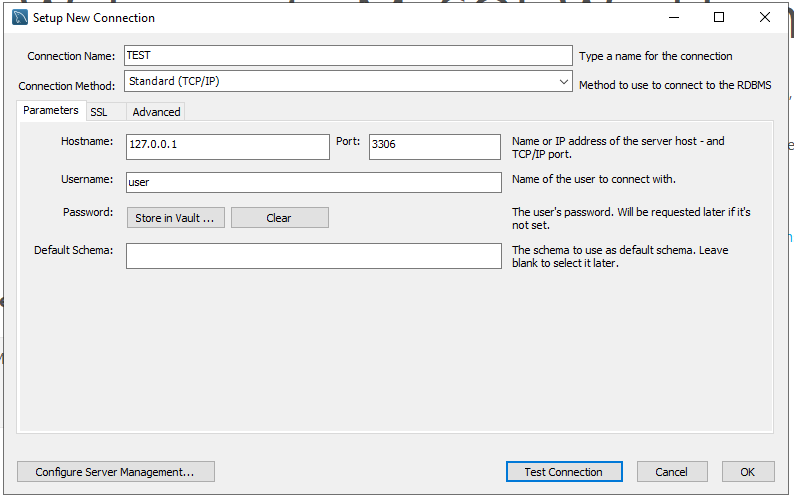 Setup New Connection
Connection Name: TEST Type a name for the connection
Connection Method: Standard (TCP/IP) Method to use to connect to the RDBMS
Parameters SSL Advanced
Hostname: 127.0.0.1 Port: 3306 Name or IP address of the server host - and
TCP/IP port.
Username: user Name of the user to connect with.
Password: Store in Vault ... Clear The user's password. Will be requested later if it's
not set.
Default Schema: The schema to use as default schema. Leave
blank to select it later.
Configure Server Management... Test Connection Cancel OK